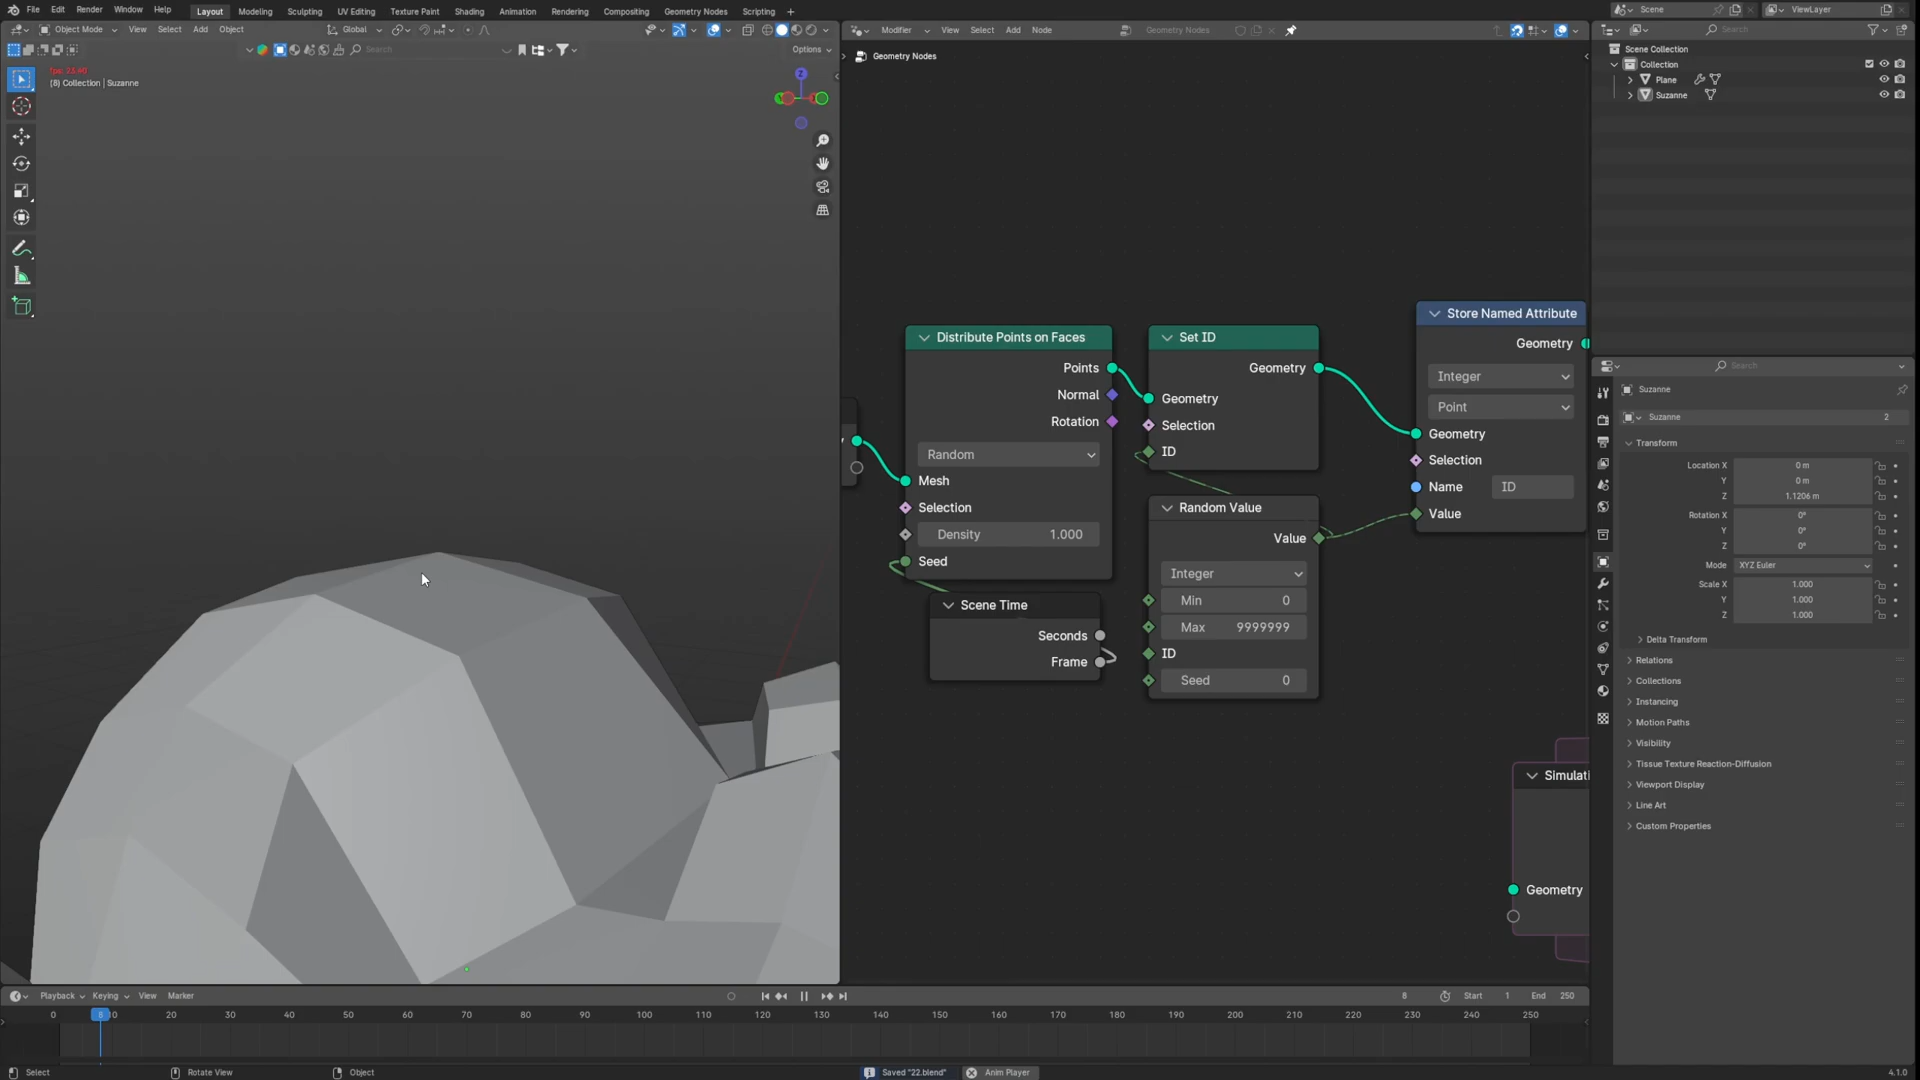 File Edit Render Window Help Layout Modeling Sculpting UV Editing Texture Paint Shading Animation Rendering Compositing Geometry Nodes Scripting + Scene ViewLayer
Object Mode View Select Add Object Global
Modifier View Select Add Node Geometry Nodes
Search
Search
Options
Geometry Nodes
(8) Collection | Suzanne
Z
Scene Collection
Collection
Plane
Suzanne
Distribute Points on Faces
Points
Normal
Rotation
Random
Mesh
Selection
Density 1.000
Seed
Scene Time
Seconds
Frame
Set ID
Geometry
Geometry
Selection
ID
Random Value
Value
Integer
Min 0
Max 9999999
ID
Seed 0
Store Named Attribute
Geometry
Integer
Point
Geometry
Selection
Name ID
Value
Simulati
Geometry
Search
Suzanne
Suzanne 2
Transform
Location X 0 m
Y 0 m
Z 1.1206 m
Rotation X 0°
Y 0°
Z 0°
Mode XYZ Euler
Scale X 1.000
Y 1.000
Z 1.000
Delta Transform
Relations
Collections
Instancing
Motion Paths
Visibility
Tissue Texture Reaction-Diffusion
Viewport Display
Line Art
Custom Properties
Playback Keying View Marker 8 Start 1 End 250
0 8 10 20 30 40 50 60 70 80 90 100 110 120 130 140 150 160 170 180 190 200 210 220 230 240 250
Select Rotate View Object Saved "22.blend" Anim Player 4.1.0